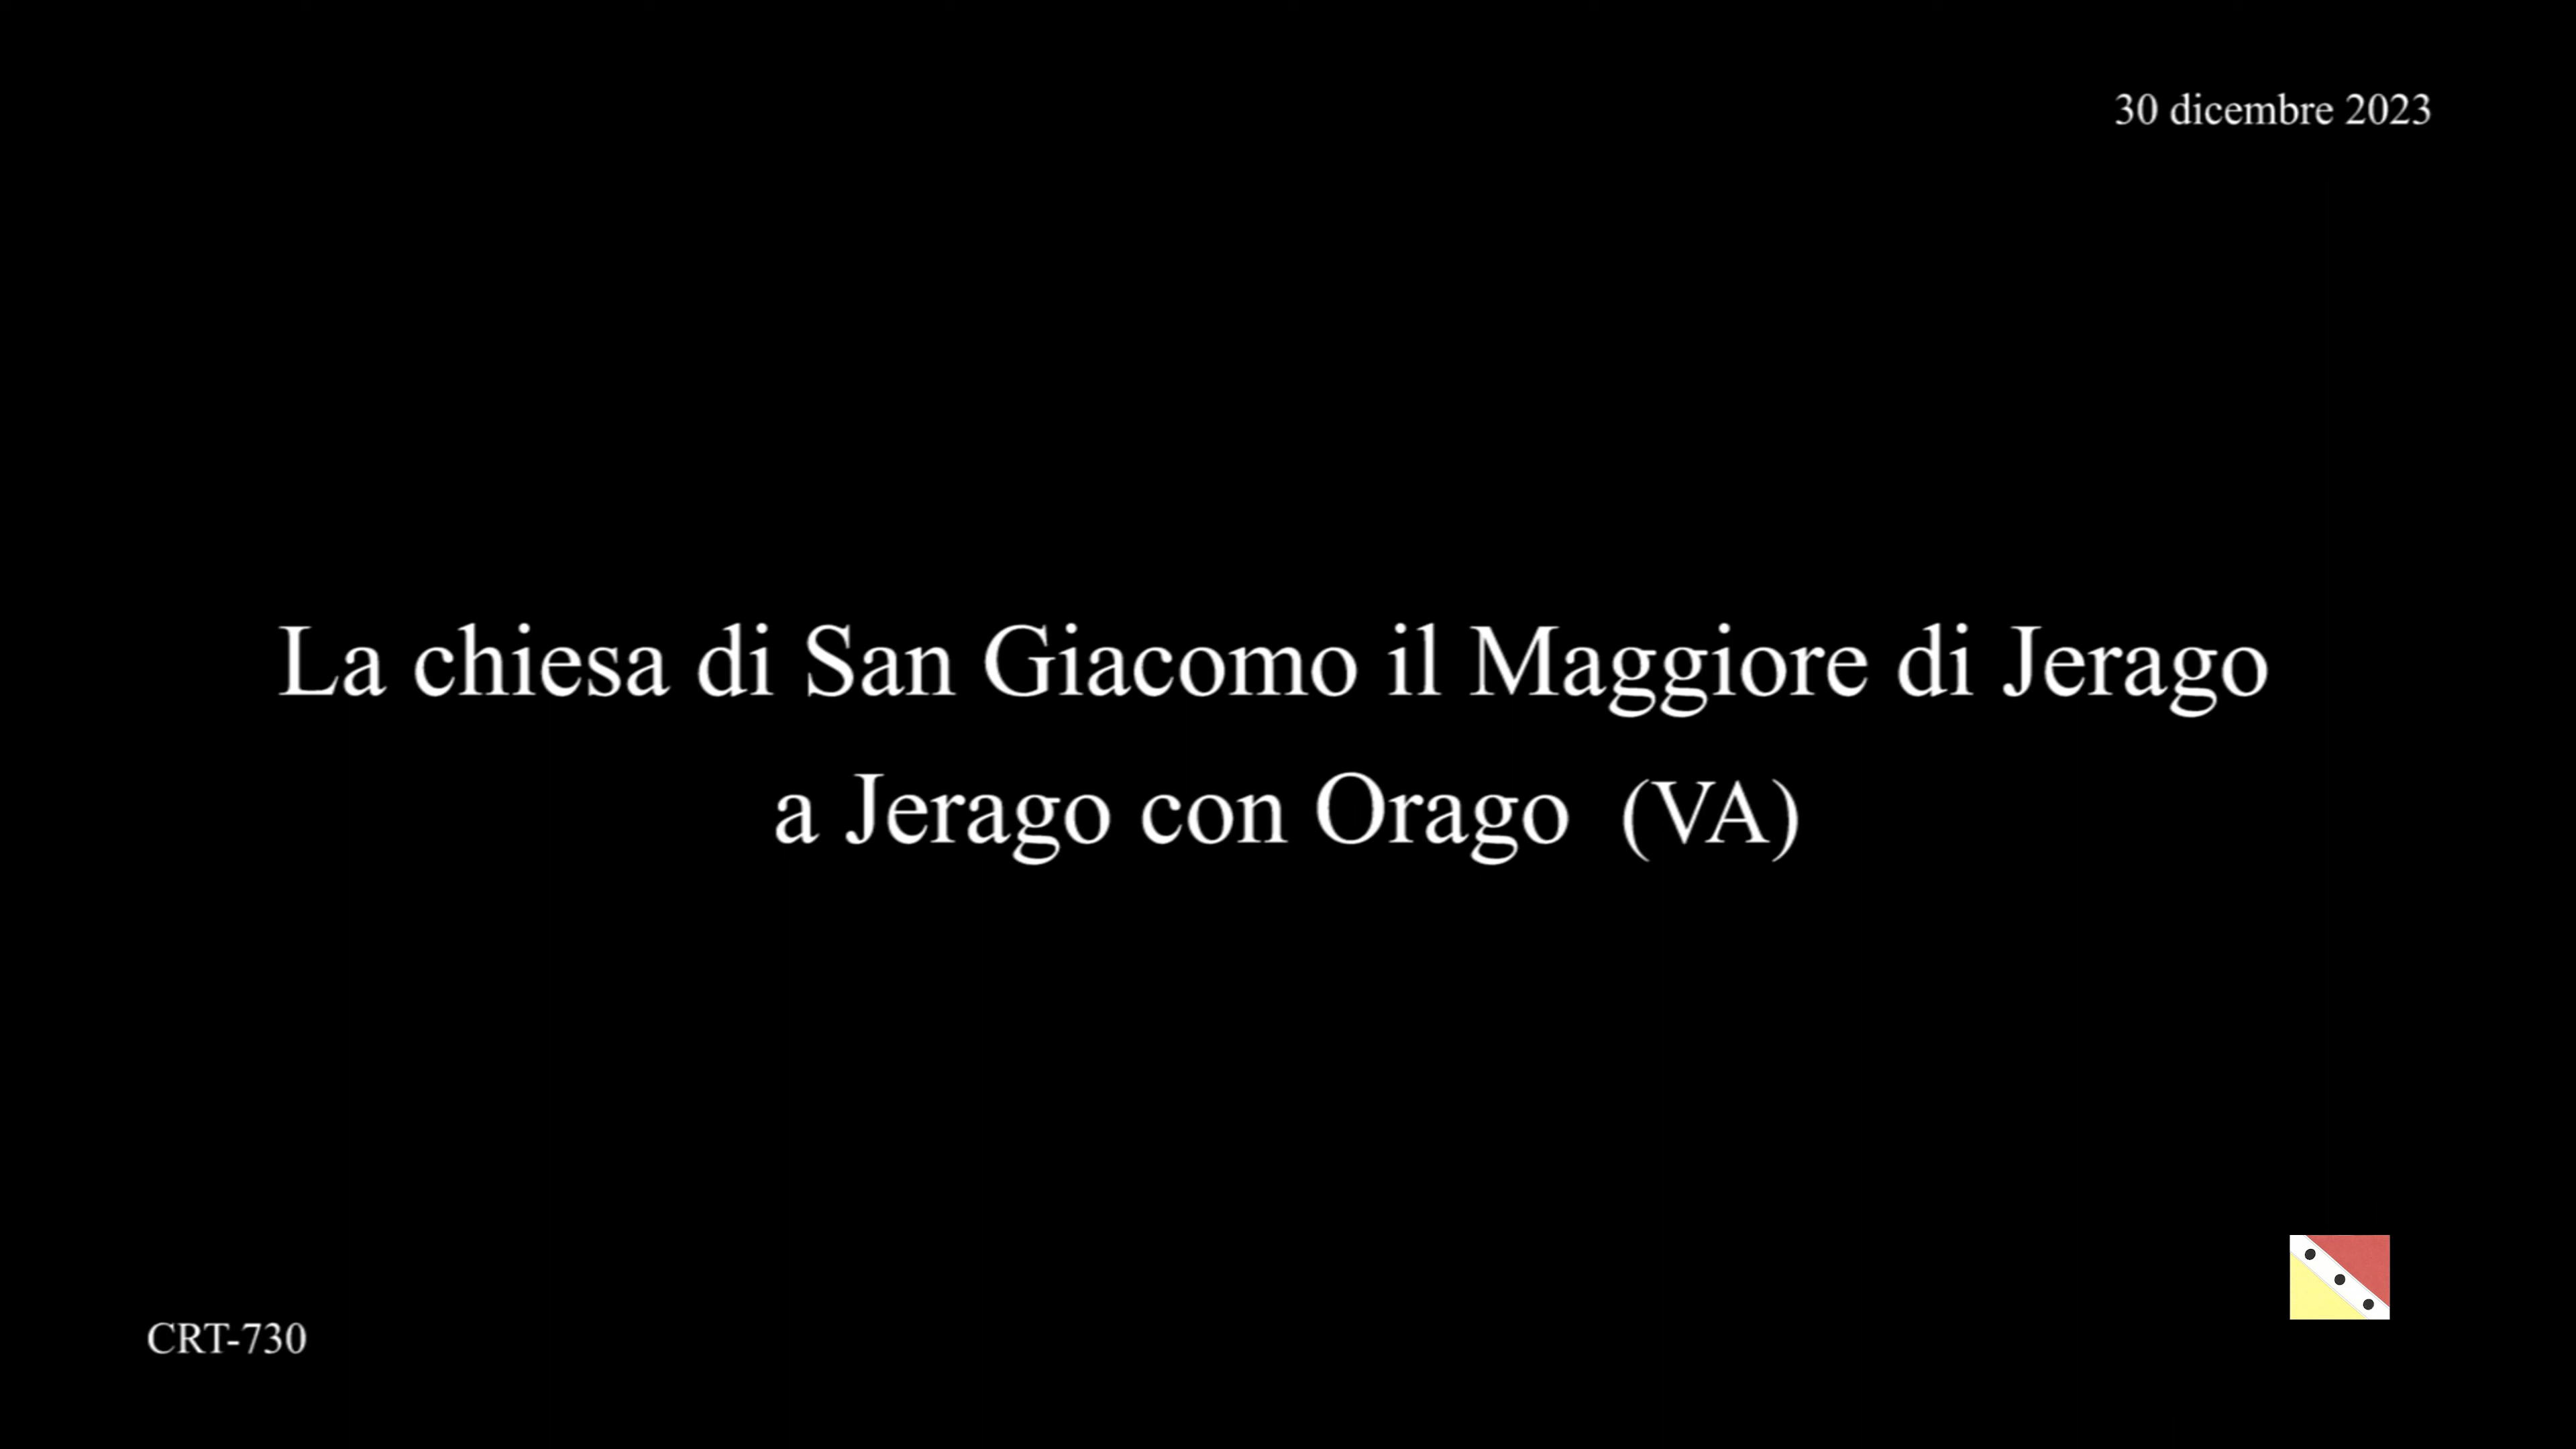 30 dicembre 2023
La chiesa di San Giacomo il Maggiore di Jerago
a Jerago con Orago (VA)
CRT-730